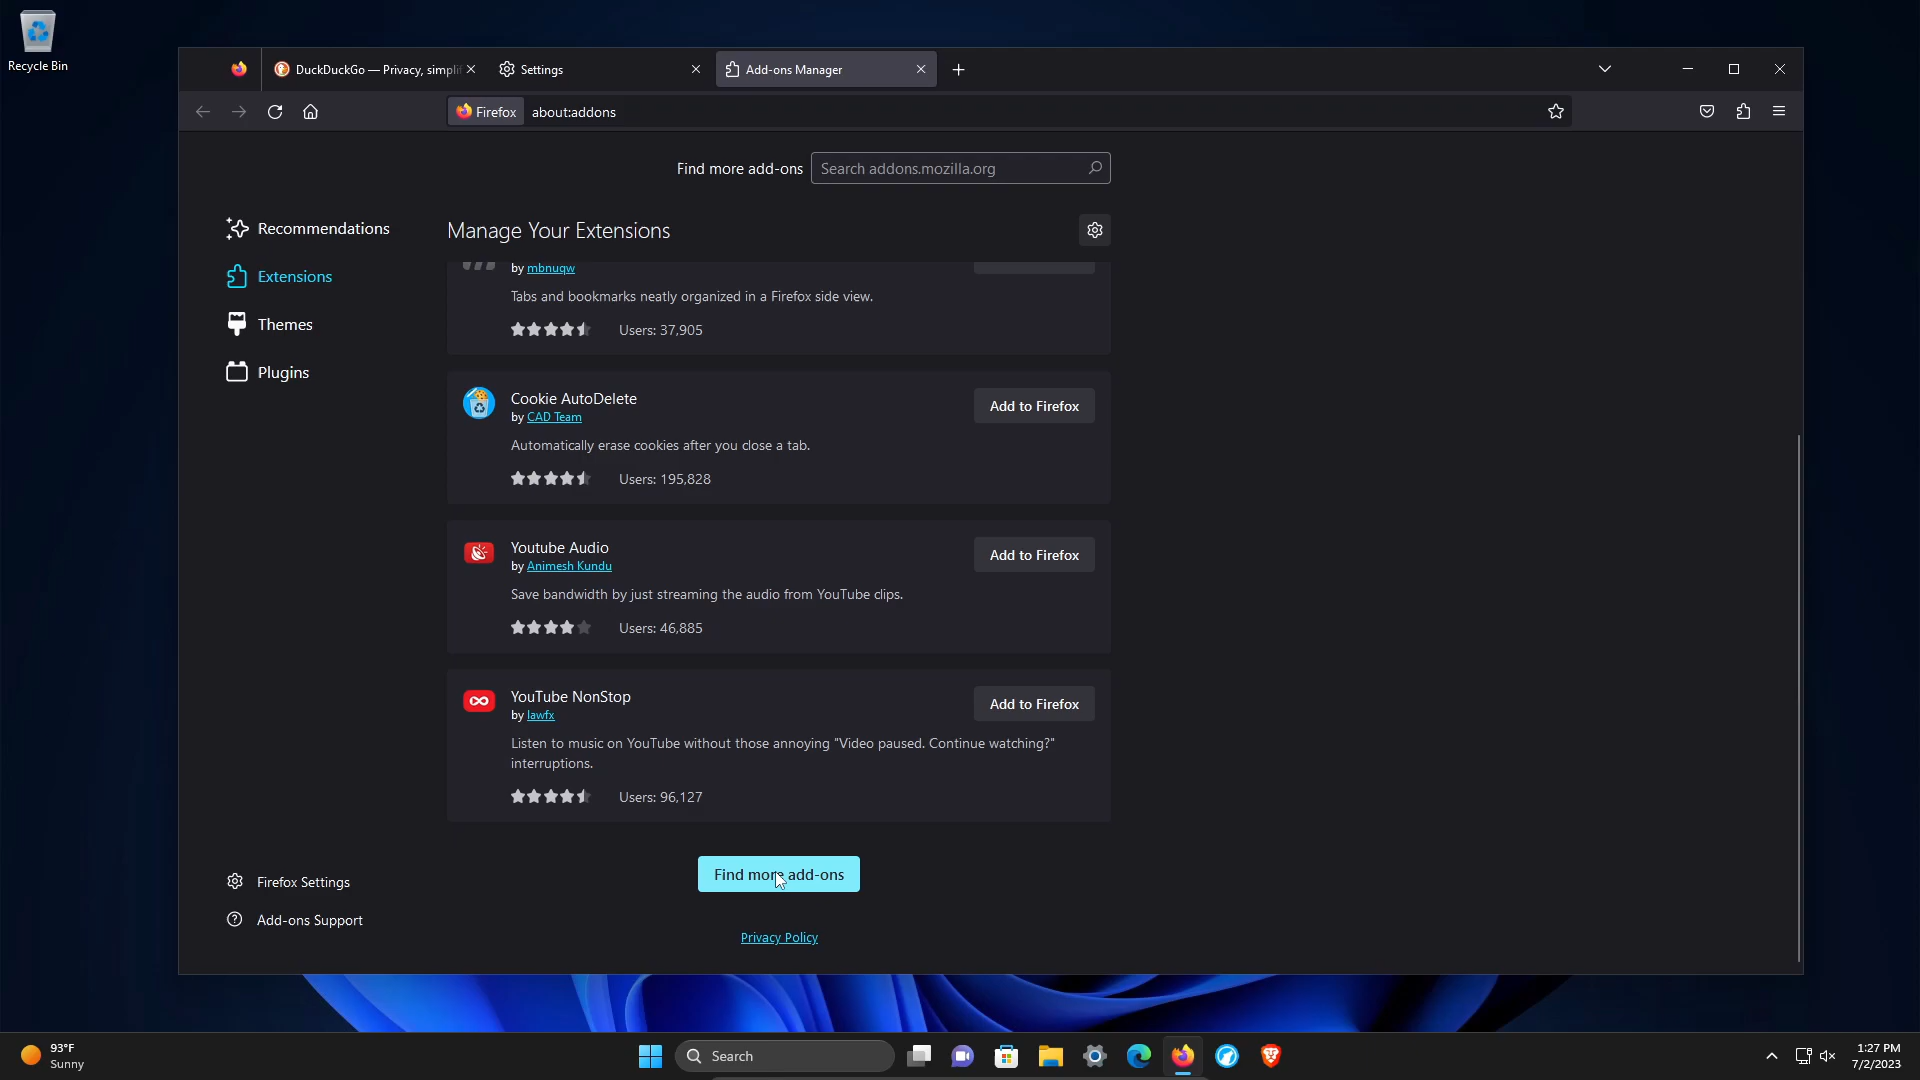 Recycle Bin
DuckDuckGo — Privacy, simplif
Settings
Add-ons Manager
Firefox
about:addons
Find more add-ons
Search addons.mozilla.org
Recommendations
Extensions
Themes
Plugins
Firefox Settings
Add-ons Support
Manage Your Extensions
by mbnuqw
Tabs and bookmarks neatly organized in a Firefox side view.
Users: 37,905
Cookie AutoDelete
by CAD Team
Add to Firefox
Automatically erase cookies after you close a tab.
Users: 195,828
Youtube Audio
by Animesh Kundu
Add to Firefox
Save bandwidth by just streaming the audio from YouTube clips.
Users: 46,885
YouTube NonStop
by lawfx
Add to Firefox
Listen to music on YouTube without those annoying "Video paused. Continue watching?"
interruptions.
Users: 96,127
Find more add-ons
Privacy Policy
93°F
Sunny
Search
1:27 PM
7/2/2023